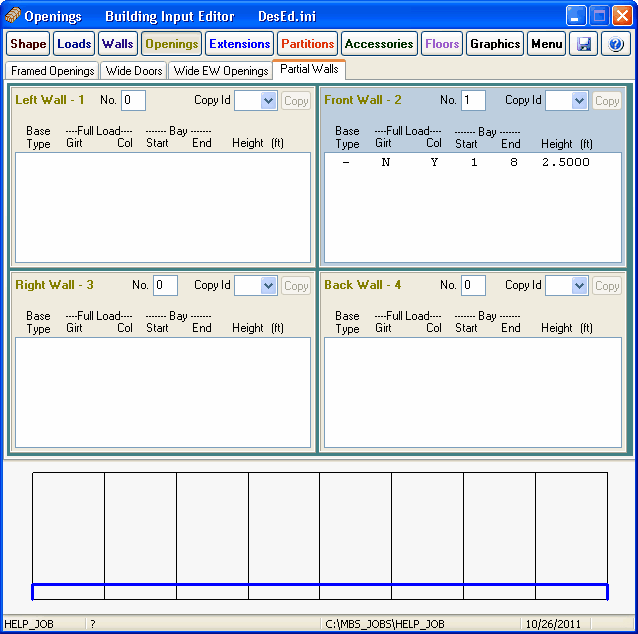 Openings Building Input Editor DesEd.ini
Shape Loads Walls Openings Extensions Partitions Accessories Floors Graphics Menu ?
Framed Openings Wide Doors Wide EW Openings Partial Walls
Left Wall - 1 No. 0 Copy Id Copy
Base ----Full Load---- ------- Bay -------
Type Girt Col Start End Height (ft)
Front Wall - 2 No. 1 Copy Id Copy
Base ----Full Load---- ------- Bay -------
Type Girt Col Start End Height (ft)
- N Y 1 8 2.5000
Right Wall - 3 No. 0 Copy Id Copy
Base ----Full Load---- ------- Bay -------
Type Girt Col Start End Height (ft)
Back Wall - 4 No. 0 Copy Id Copy
Base ----Full Load---- ------- Bay -------
Type Girt Col Start End Height (ft)
HELP_JOB ? C:\MBS_JOBS\HELP_JOB 10/26/2011